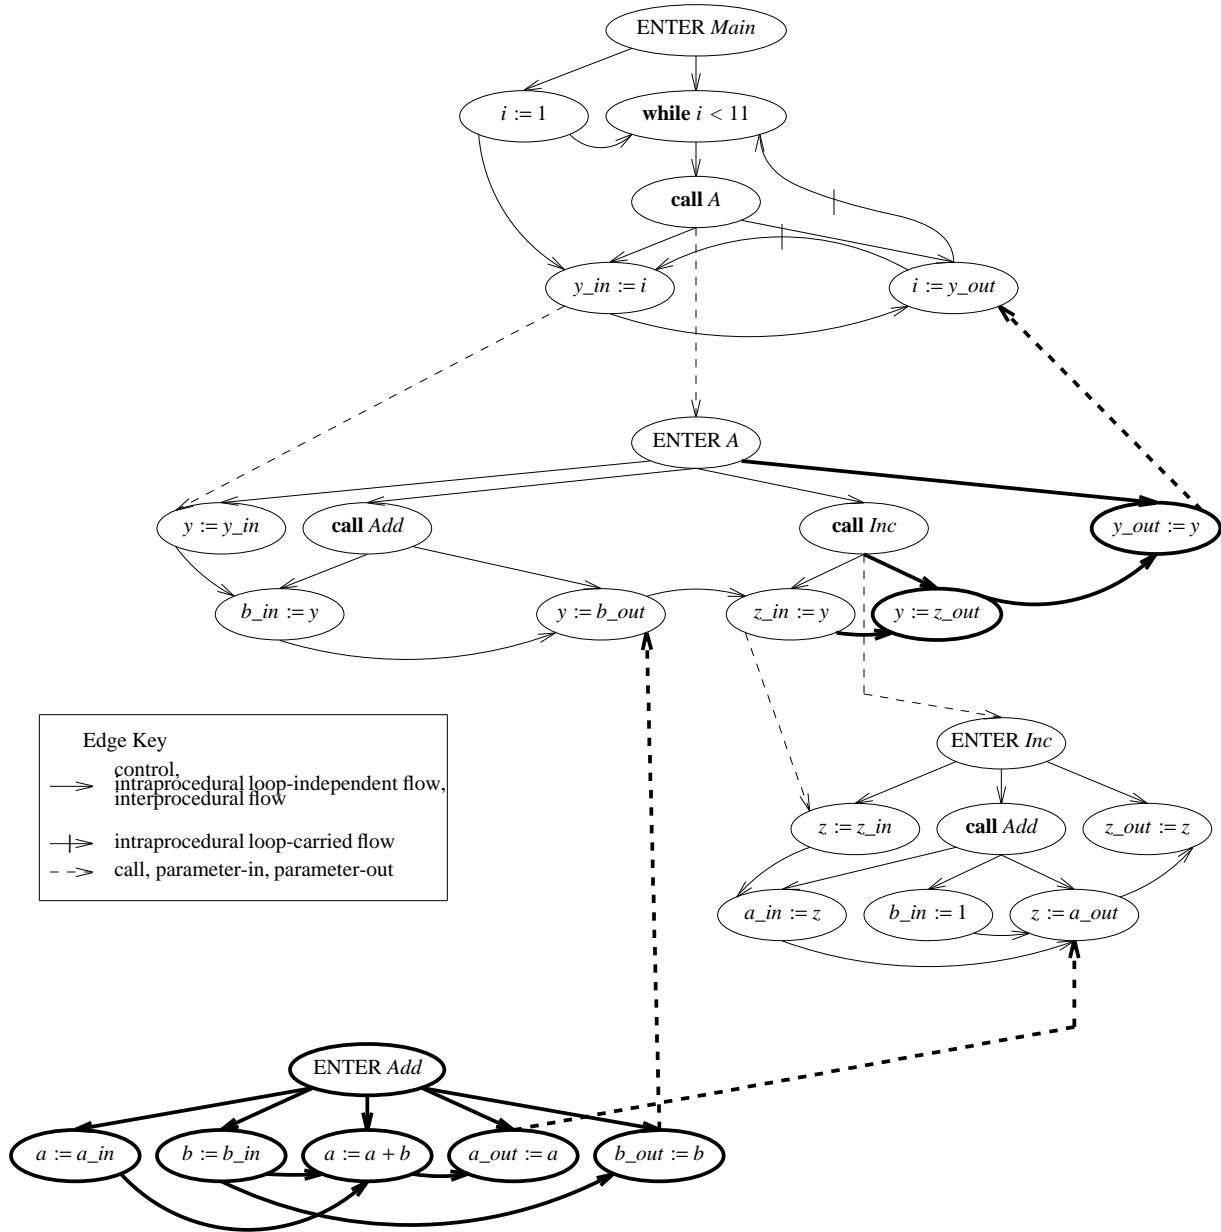 ENTER Main
i := 1
while i < 11
call A
y_in := i
i := y_out
ENTER A
y := y_in
call Add
call Inc
y_out := y
b_in := y
y := b_out
z_in := y
y := z_out
Edge Key
control,
intraprocedural loop-independent flow,
interprocedural flow
intraprocedural loop-carried flow
call, parameter-in, parameter-out
ENTER Inc
z := z_in
call Add
z_out := z
a_in := z
b_in := 1
z := a_out
ENTER Add
a := a_in
b := b_in
a := a + b
a_out := a
b_out := b